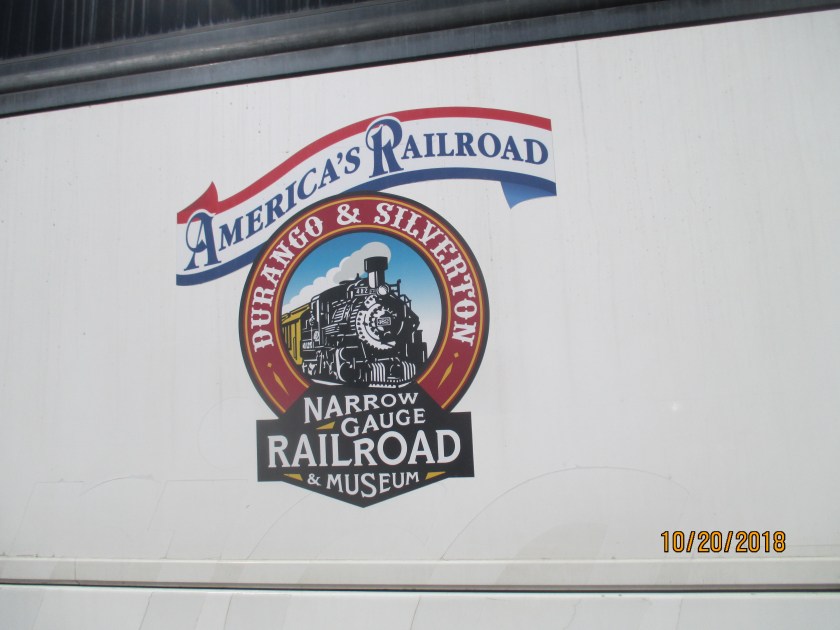 AMERICA'S RAILROAD
DURANGO & SILVERTON
NARROW
GAUGE
RAILROAD
& MUSEUM
10/20/2018